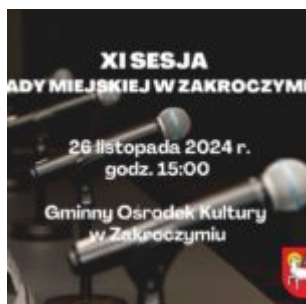 XI SESJA
ADY MIEJSKIEJ W ZAKROCZYMI
26 listopada 2024 r.
godz. 15:00
Gminny Ośrodek Kultury
w Zakroczymiu